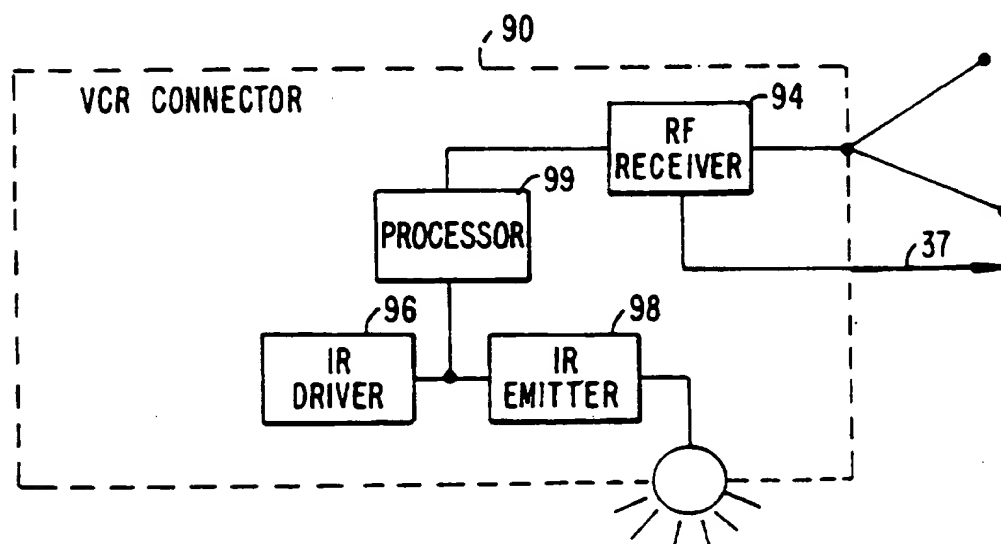 90
VCR CONNECTOR
94
RF
RECEIVER
99
PROCESSOR
37
96
98
IR
DRIVER
IR
EMITTER